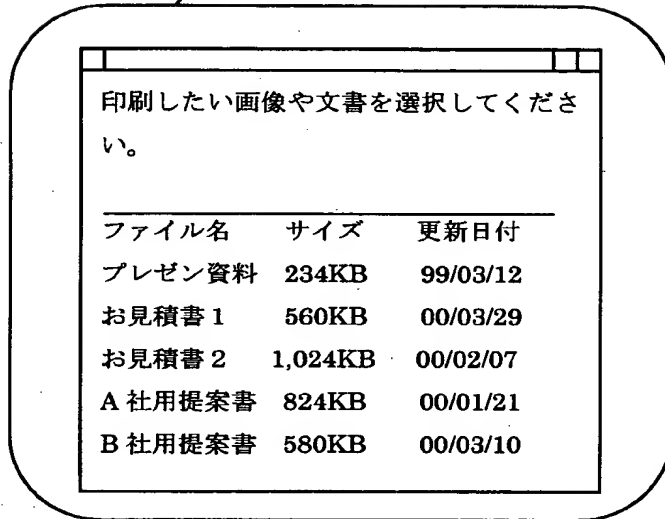 印刷したい画像や文書を選択してくださ
い。
ファイル名 サイズ 更新日付
プレゼン資料 234KB 99/03/12
お見積書1 560KB 00/03/29
お見積書2 1,024KB 00/02/07
A社用提案書 824KB 00/01/21
B社用提案書 580KB 00/03/10